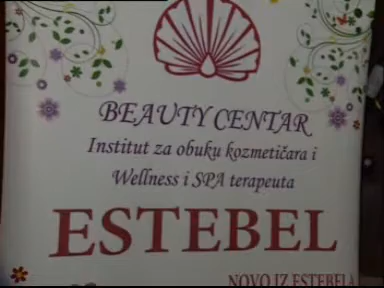 BEAUTY CENTAR
Institut za obuku kozmetičara i
Wellness i SPA terapeuta
ESTEBEL
NOVO IZ ESTEBELA